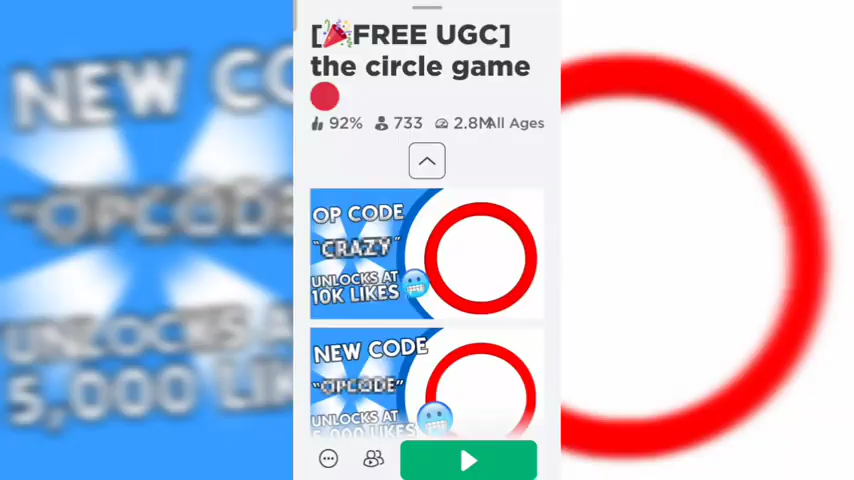 [🎉FREE UGC]
the circle game
🔴
92% 733 2.8M All Ages
OP CODE
"CRAZY"
UNLOCKS AT
10K LIKES
NEW CODE
"OPCODE"
UNLOCKS AT
NEW CO
"OPCODE
UNLOCKS A
5,000 LIK